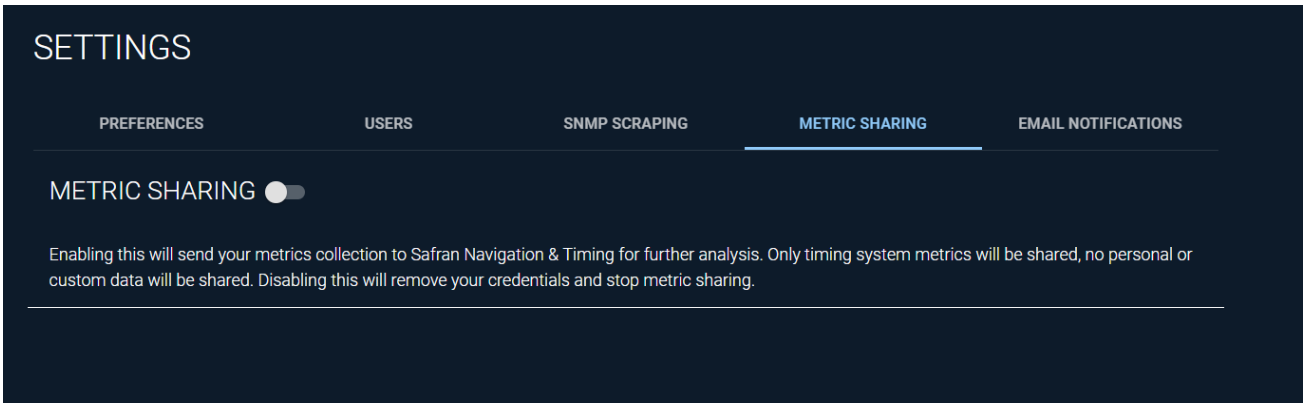 SETTINGS
PREFERENCES USERS SNMP SCRAPING METRIC SHARING EMAIL NOTIFICATIONS
METRIC SHARING
Enabling this will send your metrics collection to Safran Navigation & Timing for further analysis. Only timing system metrics will be shared, no personal or
custom data will be shared. Disabling this will remove your credentials and stop metric sharing.